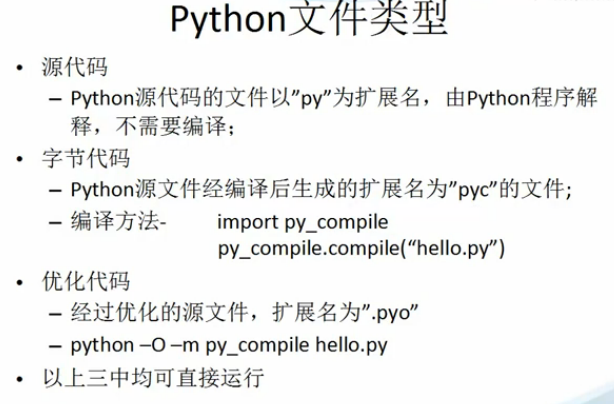 Python文件类型
• 源代码
– Python源代码的文件以”py”为扩展名，由Python程序解
释，不需要编译；
• 字节代码
– Python源文件经编译后生成的扩展名为”pyc”的文件;
– 编译方法- import py_compile
py_compile.compile(“hello.py”)
• 优化代码
– 经过优化的源文件，扩展名为”.pyo”
– python –O –m py_compile hello.py
• 以上三中均可直接运行